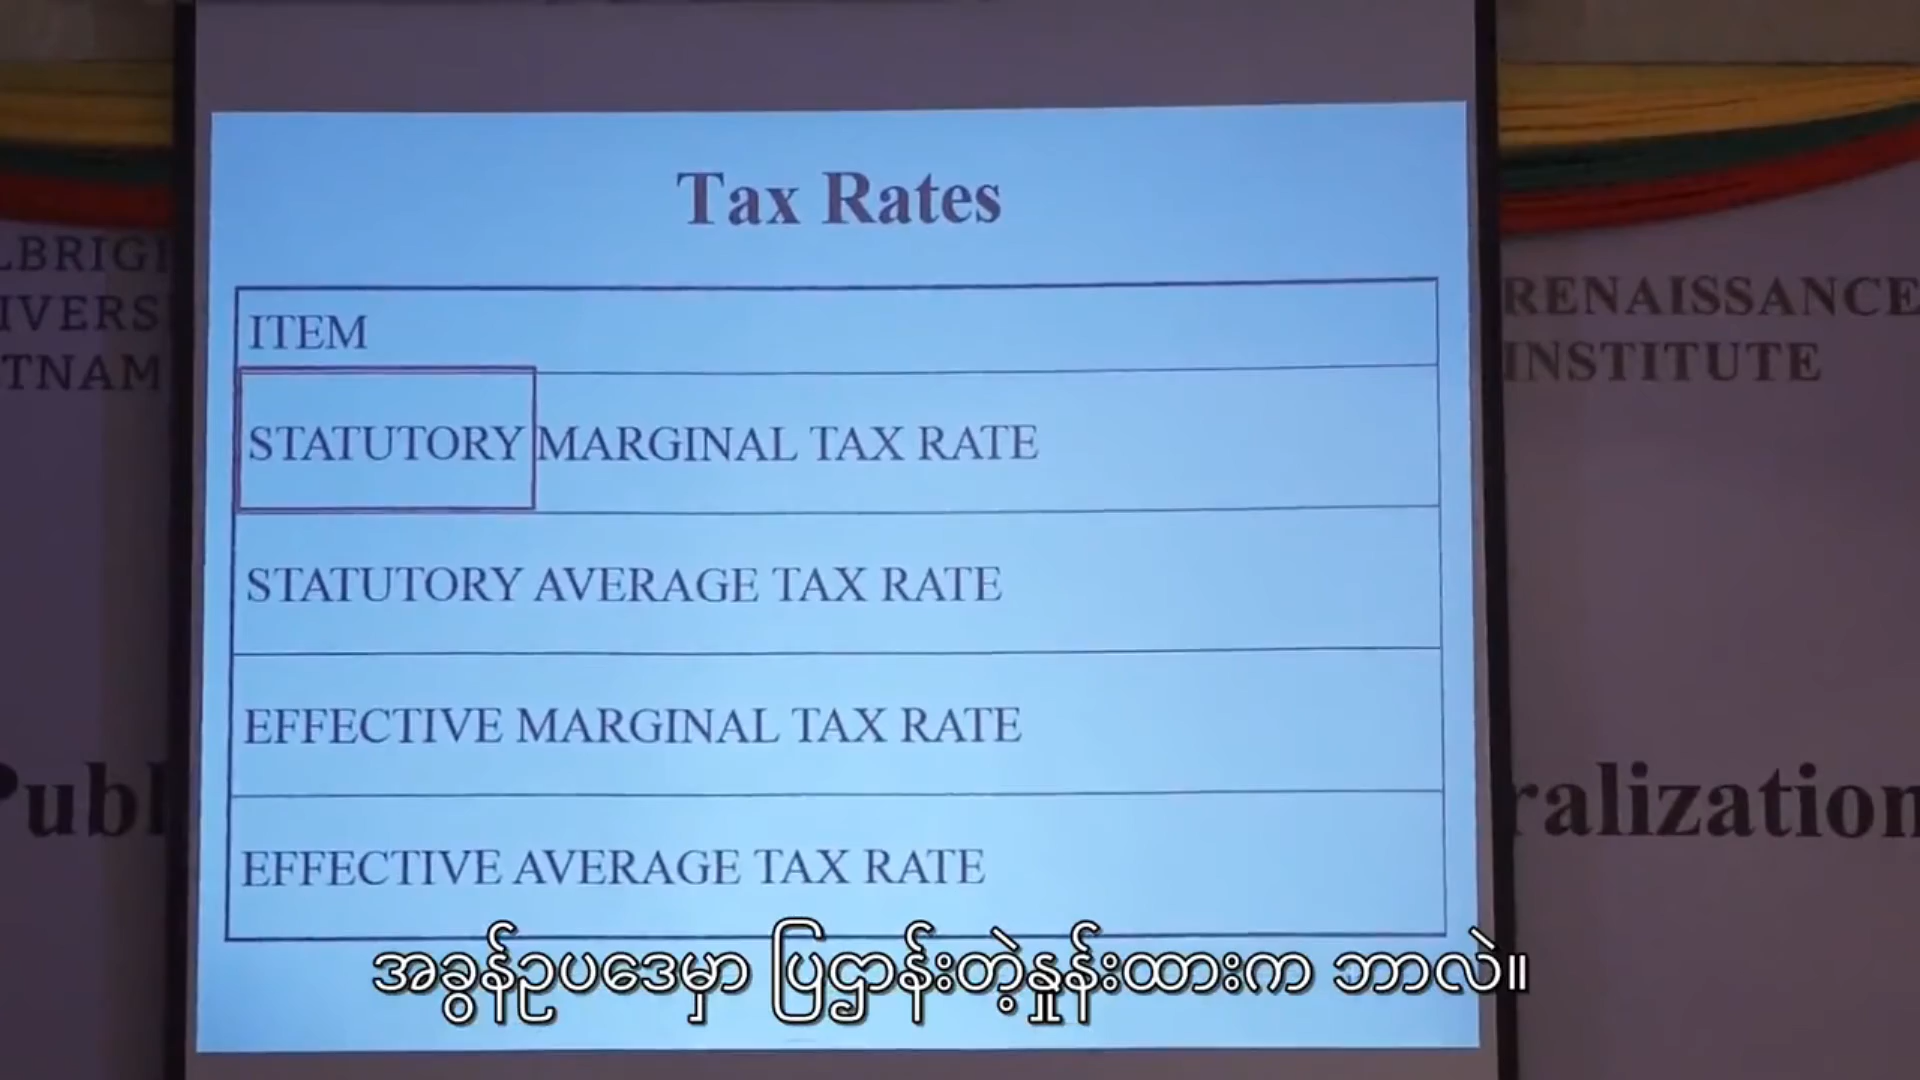 Tax Rates
ITEM
STATUTORY MARGINAL TAX RATE
STATUTORY AVERAGE TAX RATE
EFFECTIVE MARGINAL TAX RATE
EFFECTIVE AVERAGE TAX RATE
RENAISSANCE
INSTITUTE
အခွန်ဥပဒေမှာ ပြဌာန်းတဲ့နှုန်းထားက ဘာလဲ။